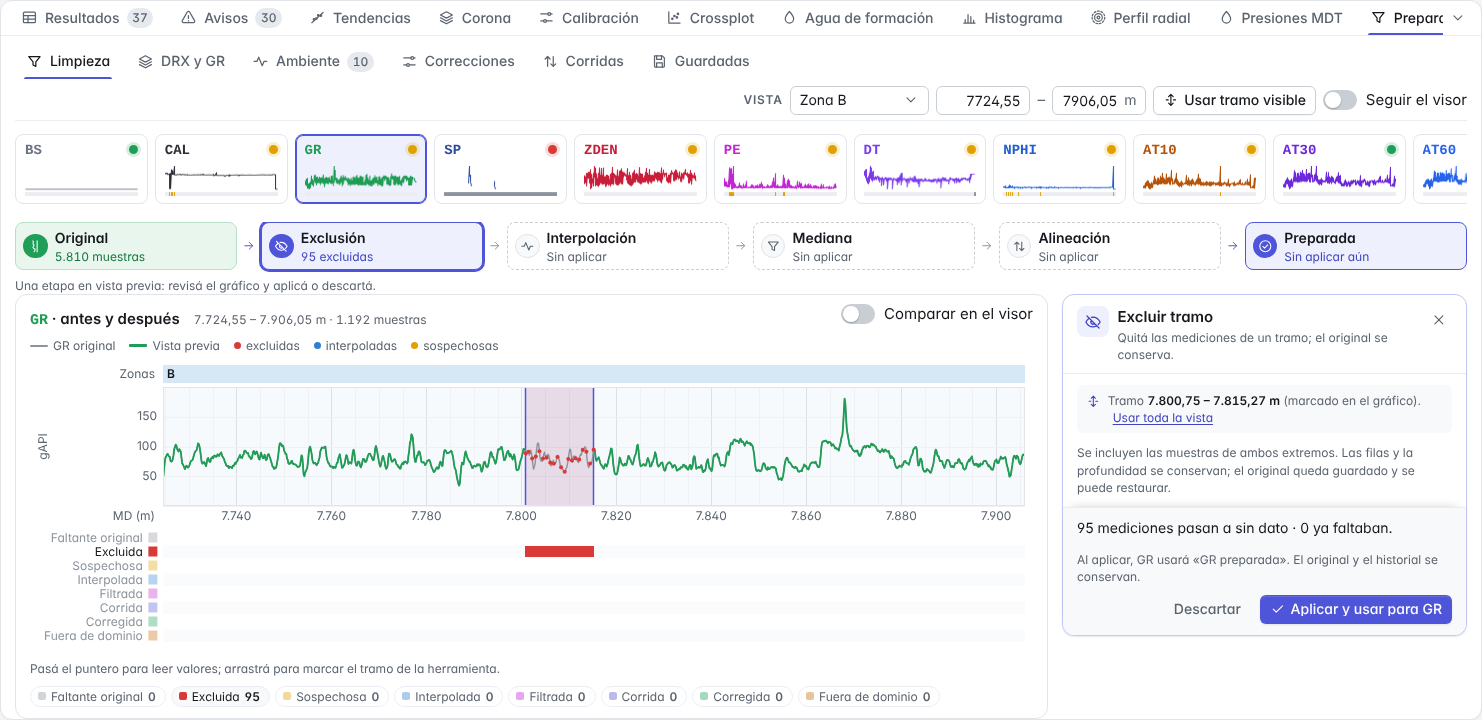 Resultados 37 Avisos 30 Tendencias Corona Calibración Crossplot Agua de formación Histograma Perfil radial Presiones MDT
Limpieza DRX y GR Ambiente 10 Correcciones Corridas Guardadas
VISTA Zona B 7724,55 – 7906,05 m Usar tramo visible Seguir el visor
BS CAL GR SP ZDEN PE DT NPHI AT10 AT30 AT60
Original Exclusión Interpolación Mediana Alineación Preparada
5.810 muestras 95 excluidas Sin aplicar Sin aplicar Sin aplicar Sin aplicar aún
Una etapa en vista previa: revisá el gráfico y aplicá o descartá.
GR · antes y después 7.724,55 – 7.906,05 m · 1.192 muestras Comparar en el visor
GR original Vista previa excluidas interpoladas sospechosos
Zonas B
150
100
50
gAPI
MD (m) 7.740 7.760 7.780 7.800 7.820 7.840 7.860 7.880 7.900
Faltante original
Excluida
Sospechosa
Interpolada
Filtrada
Corrida
Corregida
Fuera de dominio
Pasá el puntero para leer valores; arrastrá para marcar el tramo de la herramienta.
Faltante original 0 Excluida 95 Sospechosa 0 Interpolada 0 Filtrada 0 Corrida 0 Corregida 0 Fuera de dominio 0
Excluir tramo
Quitá las mediciones de un tramo; el original se
conserva.
Tramo 7.800,75 – 7.815,27 m (marcado en el gráfico).
Usar toda la vista
Se incluyen las muestras de ambos extremos. Las filas y la
profundidad se conservan; el original queda guardado y se
puede restaurar.
95 mediciones pasan a sin dato · 0 ya faltaban.
Al aplicar, GR usará «GR preparada». El original y el historial se
conservan.
Descartar Aplicar y usar para GR